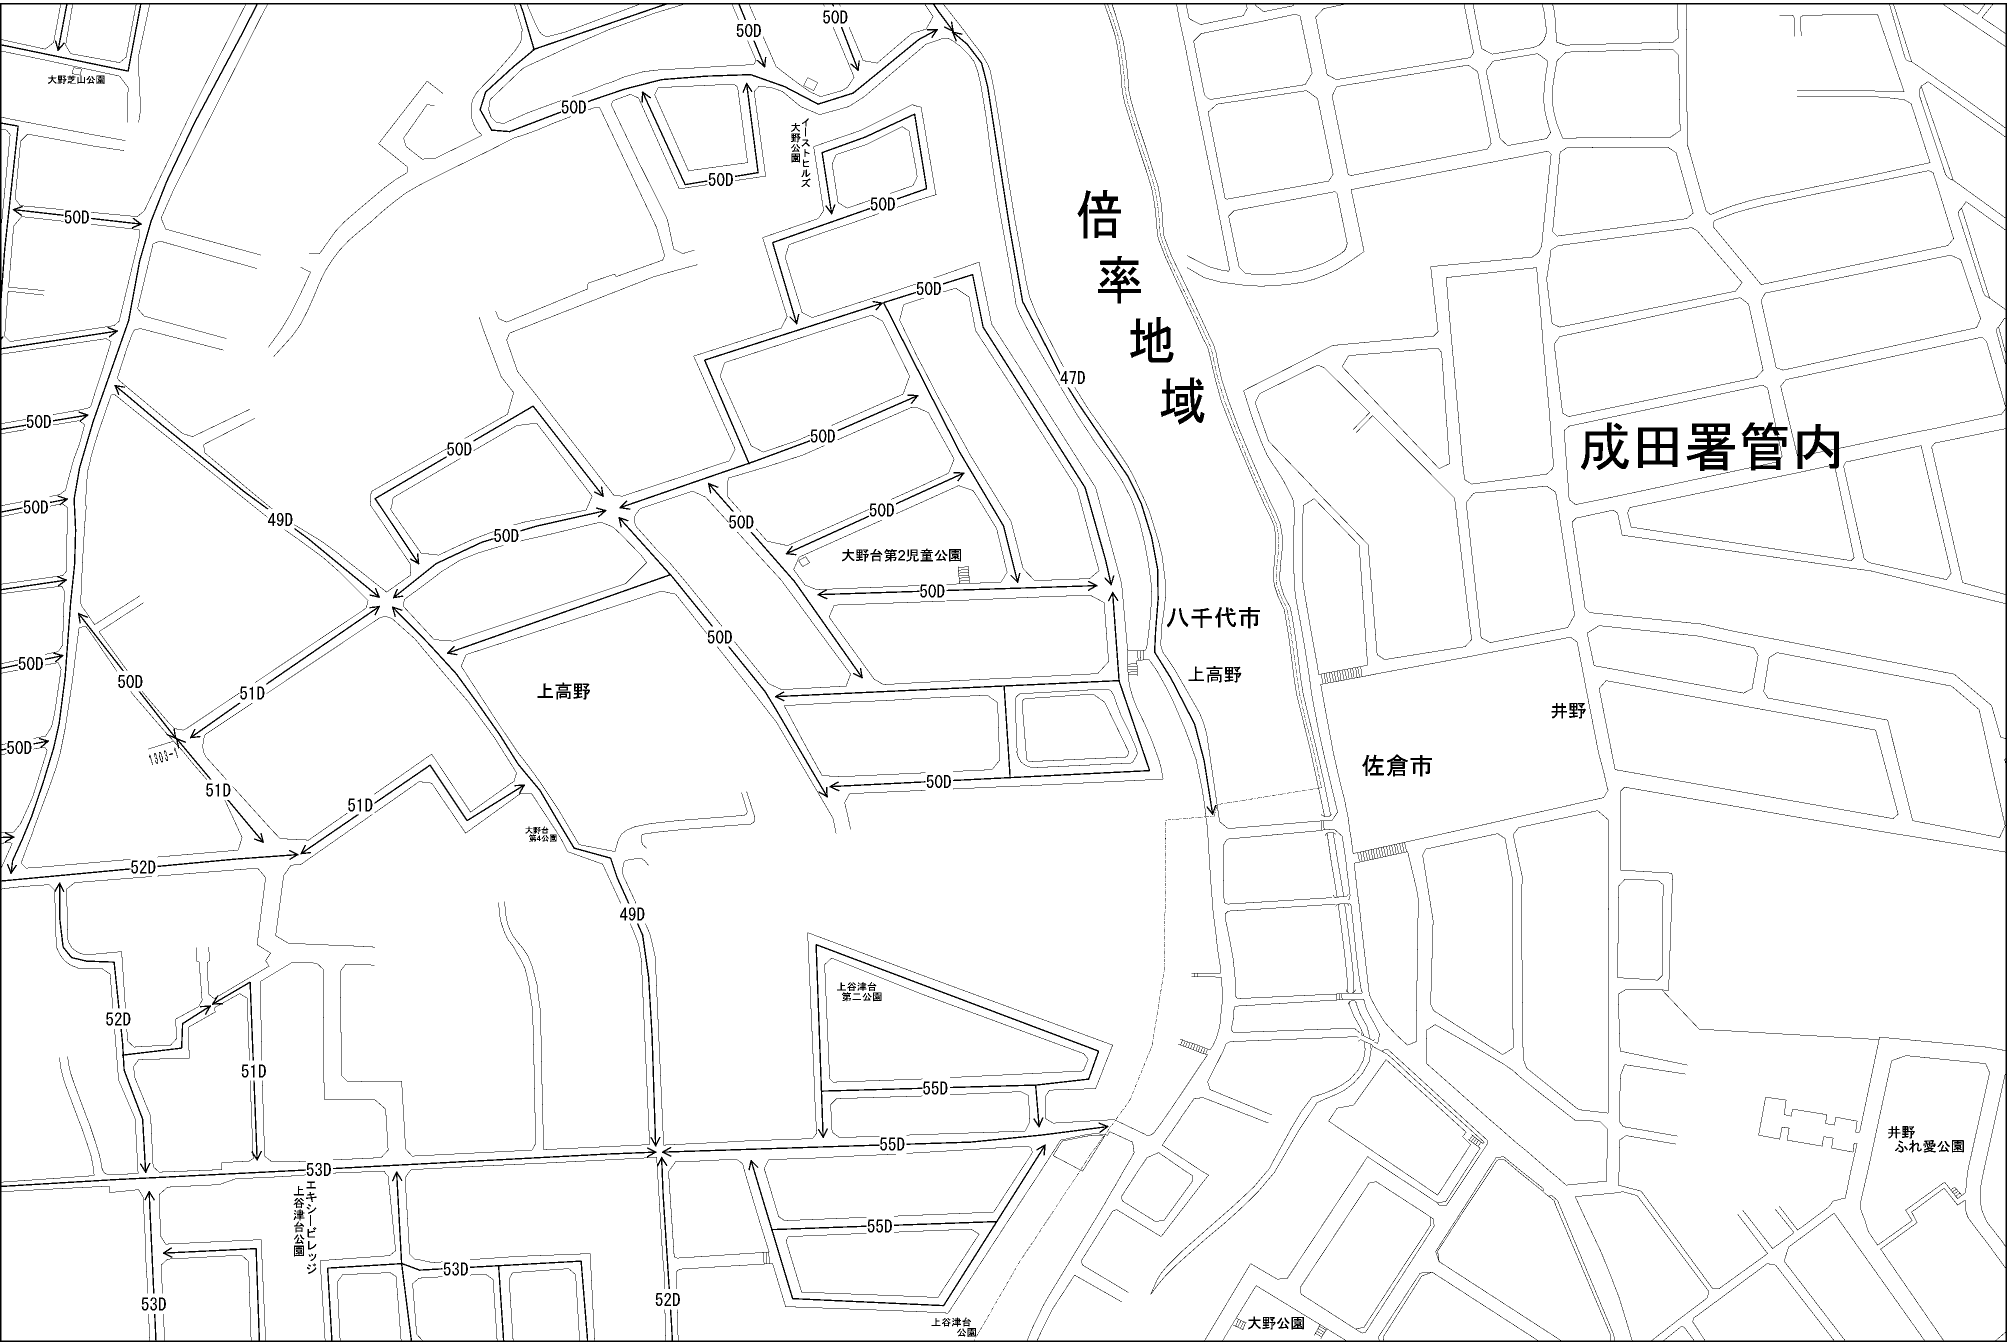 50D
50D
大野芝山公園
50D
イーストヒルズ
大野公園
50D
50D
50D
倍率地域
50D
47D
50D
50D
50D
成田署管内
50D
50D
49D
50D
50D
50D
大野台第2児童公園
50D
八千代市
50D
50D
上高野
50D
51D
上高野
井野
50D
1303-1
佐倉市
50D
51D
51D
大野台
第4公園
52D
49D
上谷津台
第二公園
52D
51D
55D
井野
ふれ愛公園
55D
53D
エキシービレッジ
上谷津台公園
55D
53D
53D
52D
上谷津台
公園
大野公園